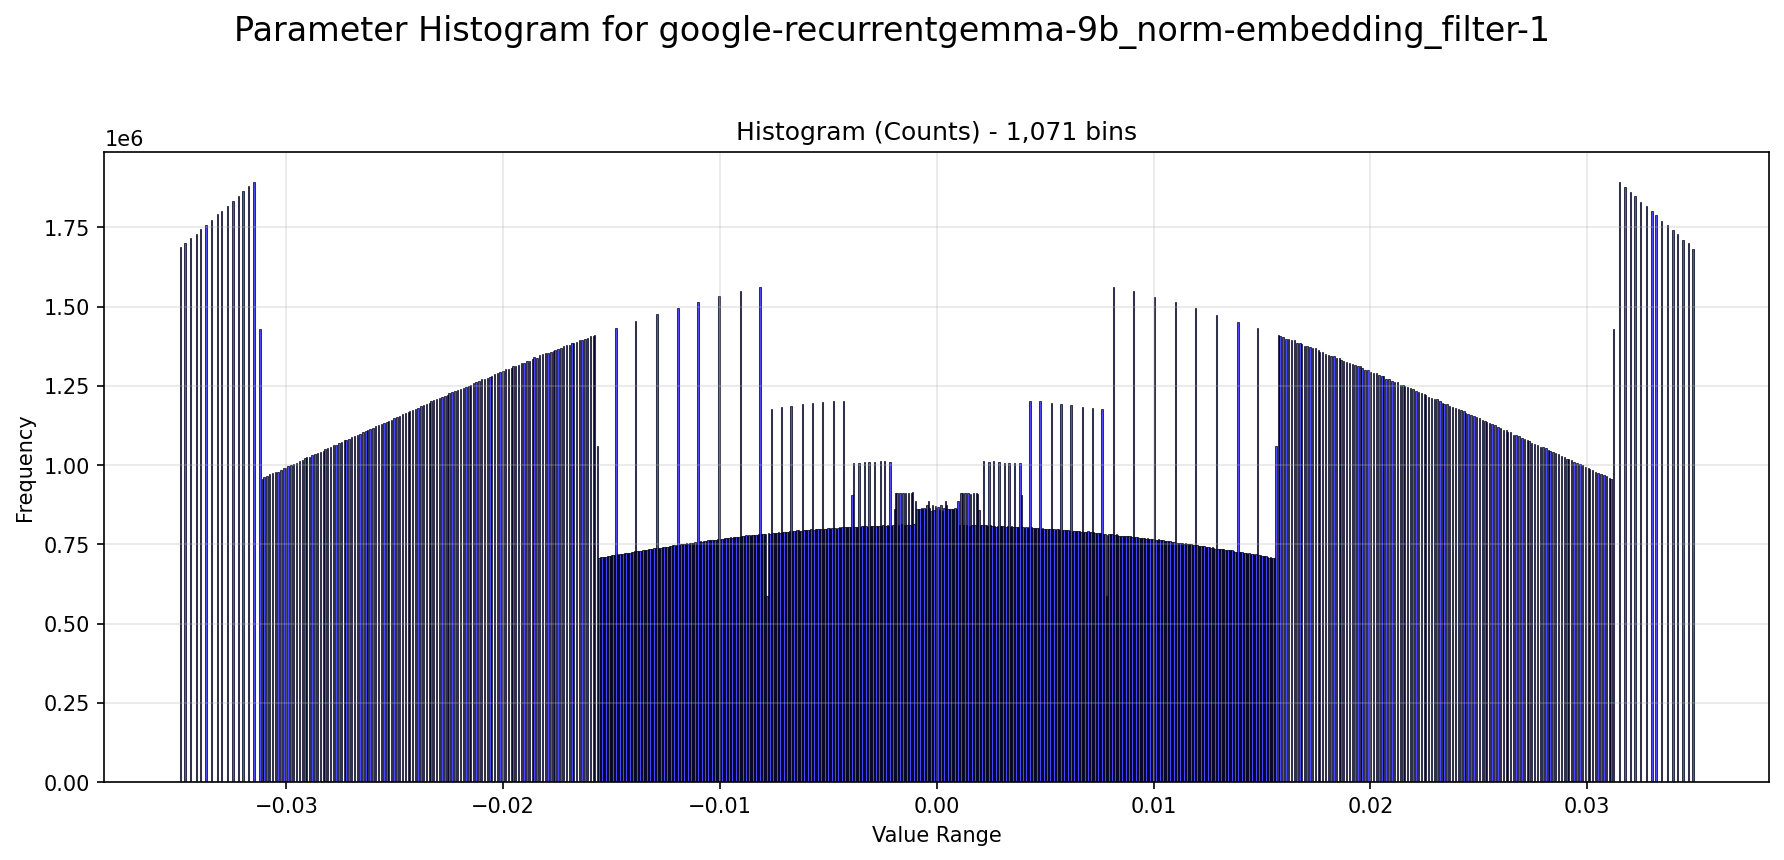 Parameter Histogram for google-recurrentgemma-9b_norm-embedding_filter-1
Histogram (Counts) - 1,071 bins
1e6
1.75
1.50
1.25
1.00
0.75
0.50
0.25
0.00
Frequency
−0.03 −0.02 −0.01 0.00 0.01 0.02 0.03
Value Range